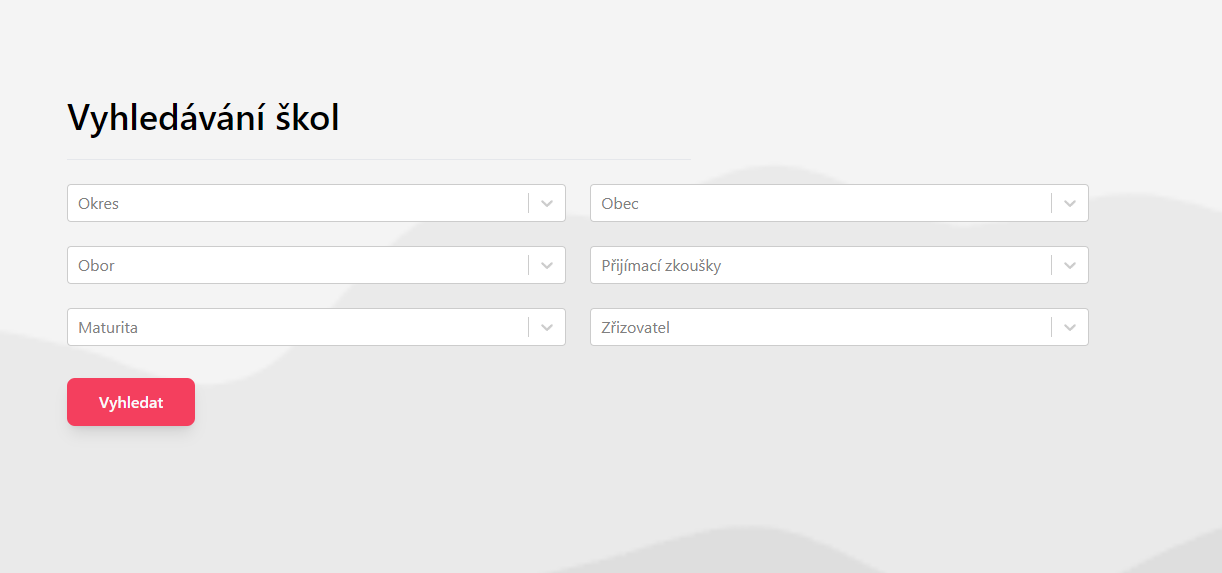 Vyhledávání škol
Okres
Obec
Obor
Přijímací zkoušky
Maturita
Zřizovatel
Vyhledat